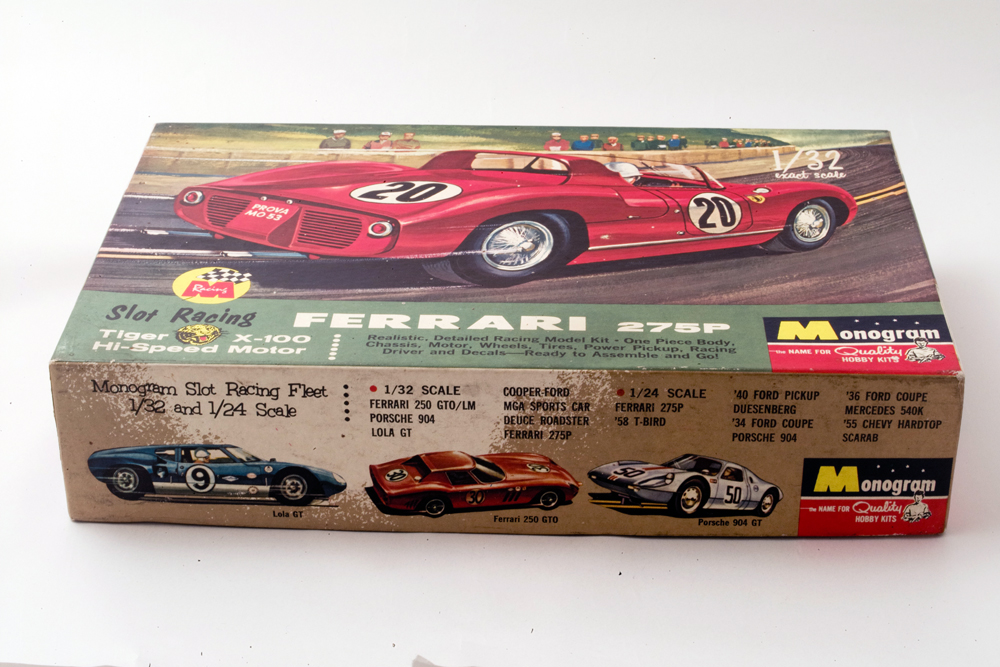 1/32
exact scale
20
20
PROVA
MO 53
M
Racing
Slot Racing
Tiger X-100
Hi-Speed Motor
FERRARI 275P
Realistic, Detailed Racing Model Kit · One Piece Body,
Chassis, Motor, Wheels, Tires, Power Pickup, Racing
Driver and Decals—Ready to Assemble and Go!
Monogram
the NAME FOR Quality
HOBBY KITS
Monogram Slot Racing Fleet
1/32 and 1/24 Scale
• 1/32 SCALE
FERRARI 250 GTO/LM
PORSCHE 904
LOLA GT
COOPER-FORD
MGA SPORTS CAR
DEUCE ROADSTER
FERRARI 275P
• 1/24 SCALE
FERRARI 275P
'58 T-BIRD
'40 FORD PICKUP
DUESENBERG
'34 FORD COUPE
PORSCHE 904
'36 FORD COUPE
MERCEDES 540K
'55 CHEVY HARDTOP
SCARAB
9
Lola GT
30
30
30
Ferrari 250 GTO
50
50
Porsche 904 GT
Monogram
the NAME FOR Quality
HOBBY KITS